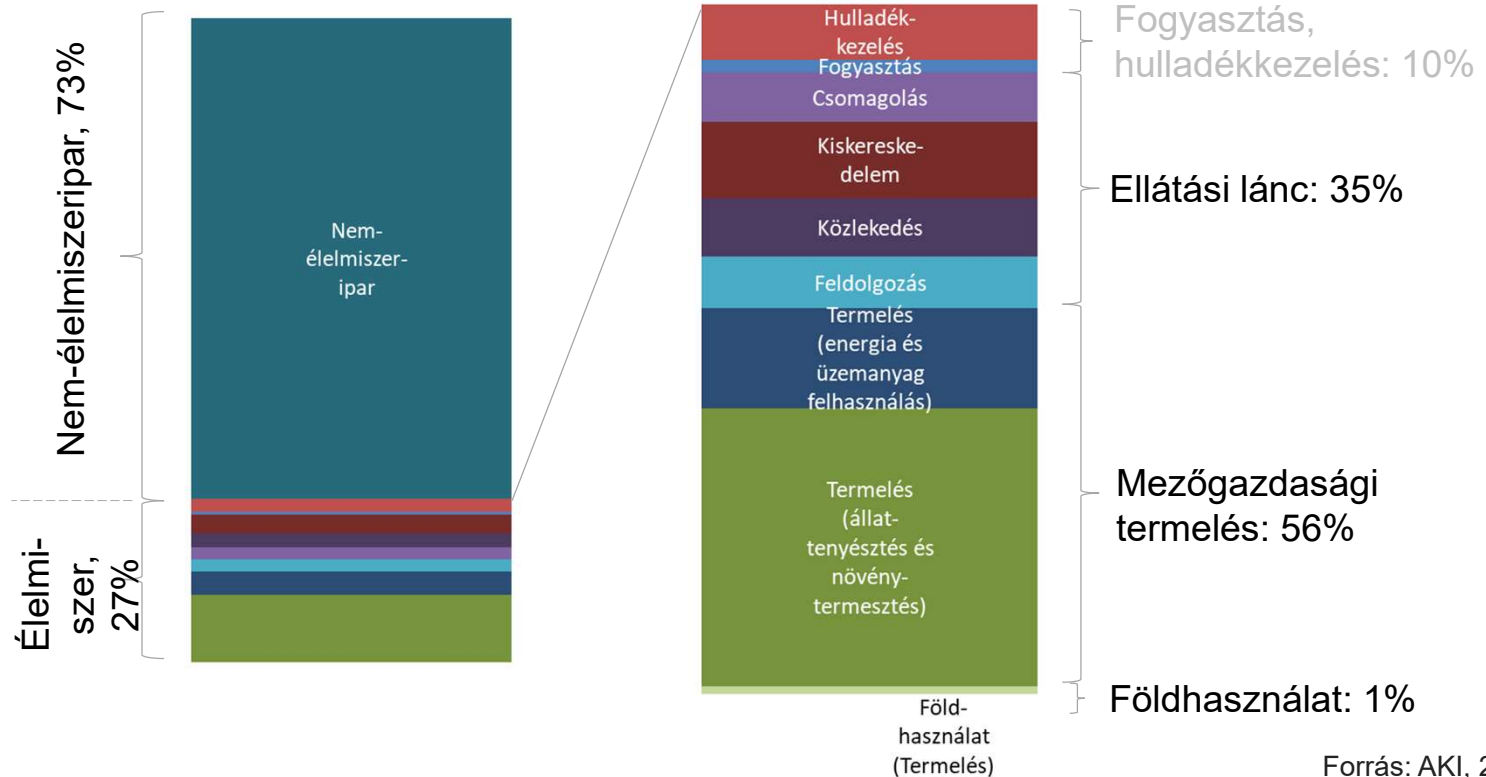 Nem-élelmiszeripar, 73%
Élelmi-
szer,
27%
Nem-
élelmiszer-
ipar
Hulladék-
kezelés
Fogyasztás
Csomagolás
Kiskereske-
delem
Közlekedés
Feldolgozás
Termelés
(energia és
üzemanyag
felhasználás)
Termelés
(állat-
tenyésztés és
növény-
termesztés)
Föld-
használat
(Termelés)
Fogyasztás,
hulladékkezelés: 10%
Ellátási lánc: 35%
Mezőgazdasági
termelés: 56%
Földhasználat: 1%
Forrás: AKI, 2